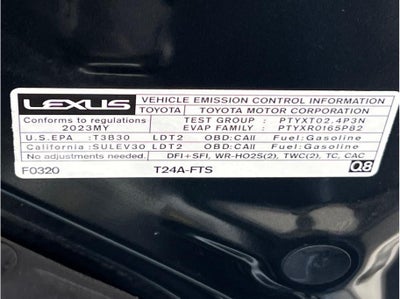 LEXUS VEHICLE EMISSION CONTROL INFORMATION
TOYOTA TOYOTA MOTOR CORPORATION
Conforms to regulations TEST GROUP : PTYXT02.4P3N
2023MY EVAP FAMILY : PTYXR0165P82
U.S.EPA :T3B30 LDT2 OBD:CAII Fuel:Gasoline
California :SULEV30 LDT2 OBD:CAII Fuel:Gasoline
No adjustments needed. DFI+SFI, WR-HO2S(2), TWC(2), TC, CAC
F0320 T24A-FTS Q8